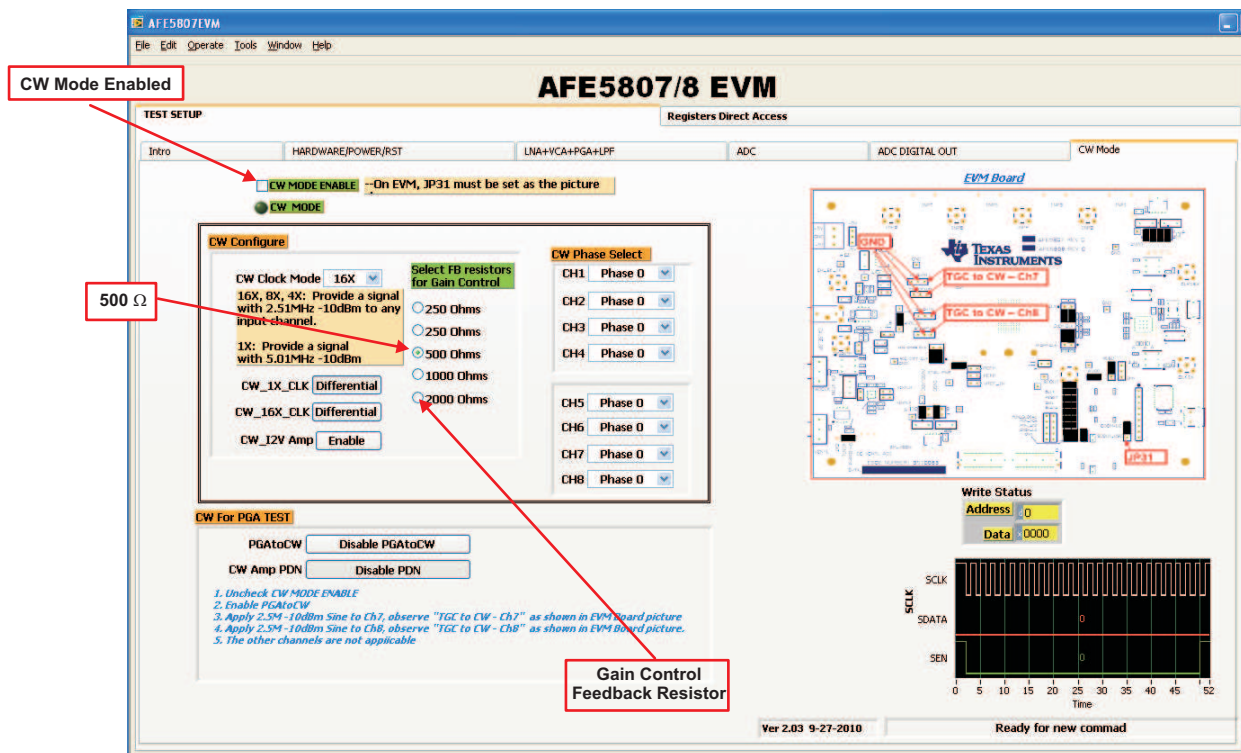 AFE5807EVM
File Edit Operate Tools Window Help
CW Mode Enabled
AFE5807/8 EVM
TEST SETUP
Registers Direct Access
Intro
HARDWARE/POWER/RST
LNA+VCA+PGA+LPF
ADC
ADC DIGITAL OUT
CW Mode
CW MODE ENABLE
--On EVM, JP31 must be set as the picture
CW MODE
CW Configure
CW Clock Mode 16X
16X, 8X, 4X: Provide a signal
with 2.51MHz -10dBm to any
input channel.
1X: Provide a signal
with 5.01MHz -10dBm
CW_1X_CLK Differential
CW_16X_CLK Differential
CW_I2V Amp Enable
Select FB resistors
for Gain Control
250 Ohms
250 Ohms
500 Ohms
1000 Ohms
2000 Ohms
500 Ω
CW Phase Select
CH1 Phase 0
CH2 Phase 0
CH3 Phase 0
CH4 Phase 0
CH5 Phase 0
CH6 Phase 0
CH7 Phase 0
CH8 Phase 0
EVM Board
GND
TEXAS
INSTRUMENTS
TGC to CW - Ch7
TGC to CW - Ch8
JP31
CW For PGA TEST
PGAtoCW Disable PGAtoCW
CW Amp PDN Disable PDN
1. Uncheck CW MODE ENABLE
2. Enable PGAtoCW
3. Apply 2.5M -10dBm Sine to Ch7, observe "TGC to CW - Ch7" as shown in EVM Board picture
4. Apply 2.5M -10dBm Sine to Ch8, observe "TGC to CW - Ch8" as shown in EVM Board picture.
5. The other channels are not applicable
Gain Control
Feedback Resistor
Write Status
Address 0
Data x0000
SCLK
SCLK
SDATA
0
SEN
0
0 5 10 15 20 25 30 35 40 45 52
Time
Ver 2.03 9-27-2010
Ready for new commad